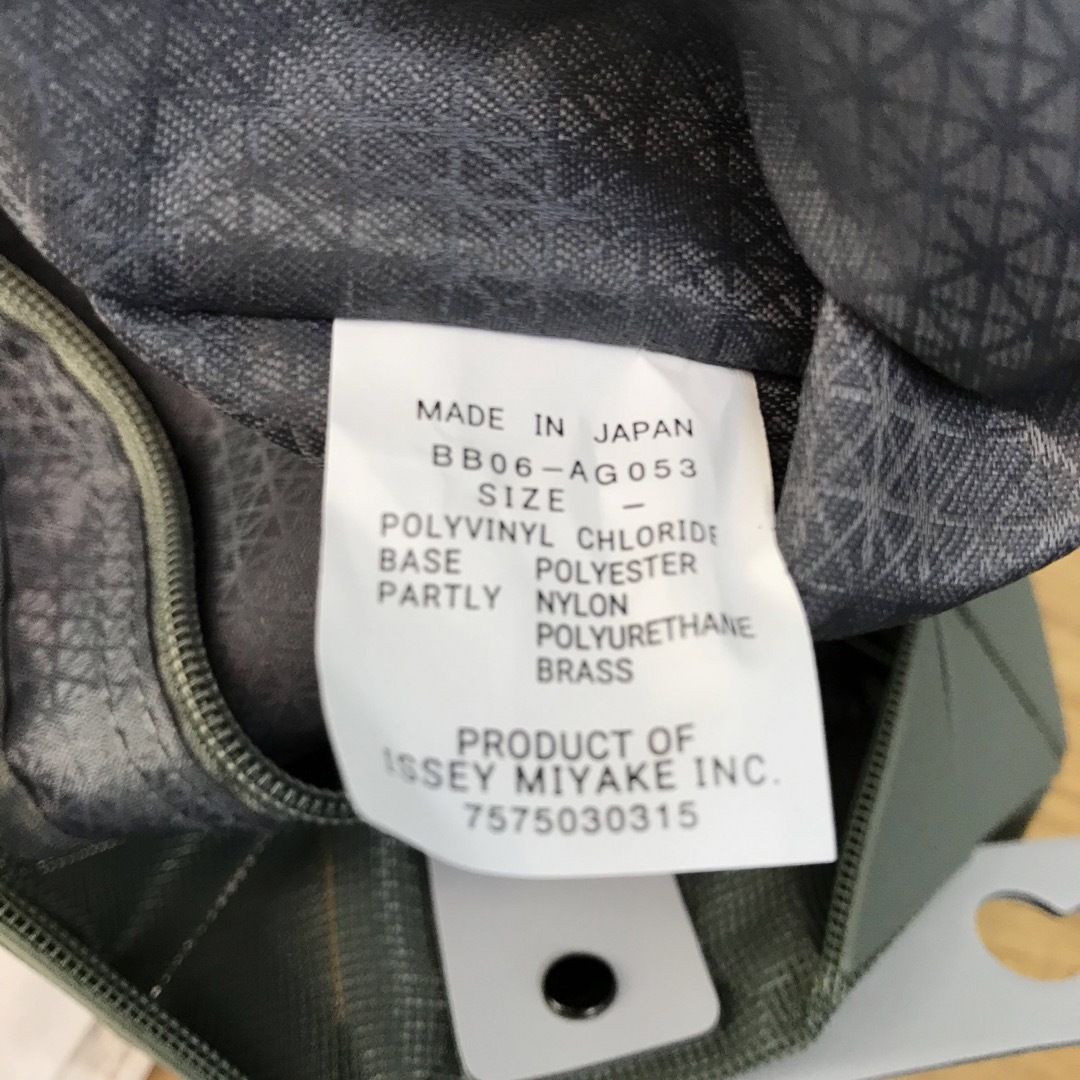 MADE IN JAPAN
BB06-AG053
SIZE -
POLYVINYL CHLORIDE
BASE POLYESTER
PARTLY NYLON
POLYURETHANE
BRASS
PRODUCT OF
ISSEY MIYAKE INC.
7575030315